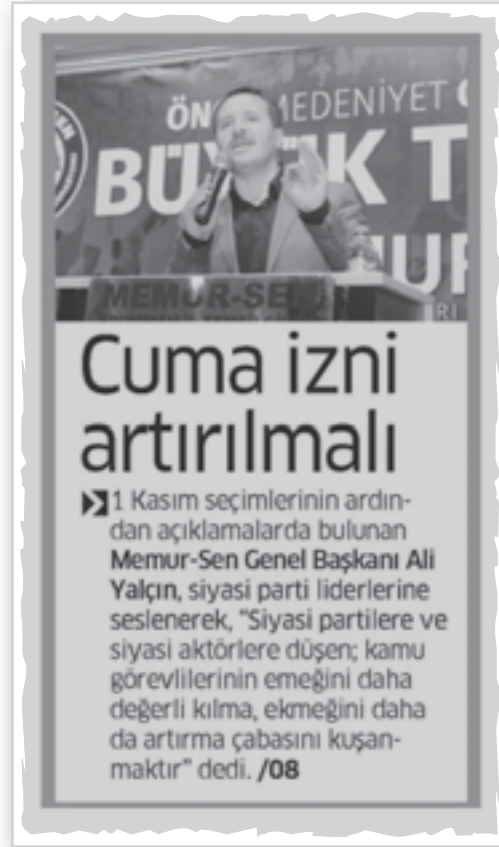 MEDENİYET
MEMUR-SEN
Cuma izni
artırılmalı
1 Kasım seçimlerinin ardın-
dan açıklamalarda bulunan
Memur-Sen Genel Başkanı Ali
Yalçın, siyasi parti liderlerine
seslenerek, "Siyasi partilere ve
siyasi aktörlere düşen; kamu
görevlilerinin emeğini daha
değerli kılma, ekmeğini daha
da artırma çabasını kuşan-
maktır" dedi. /08